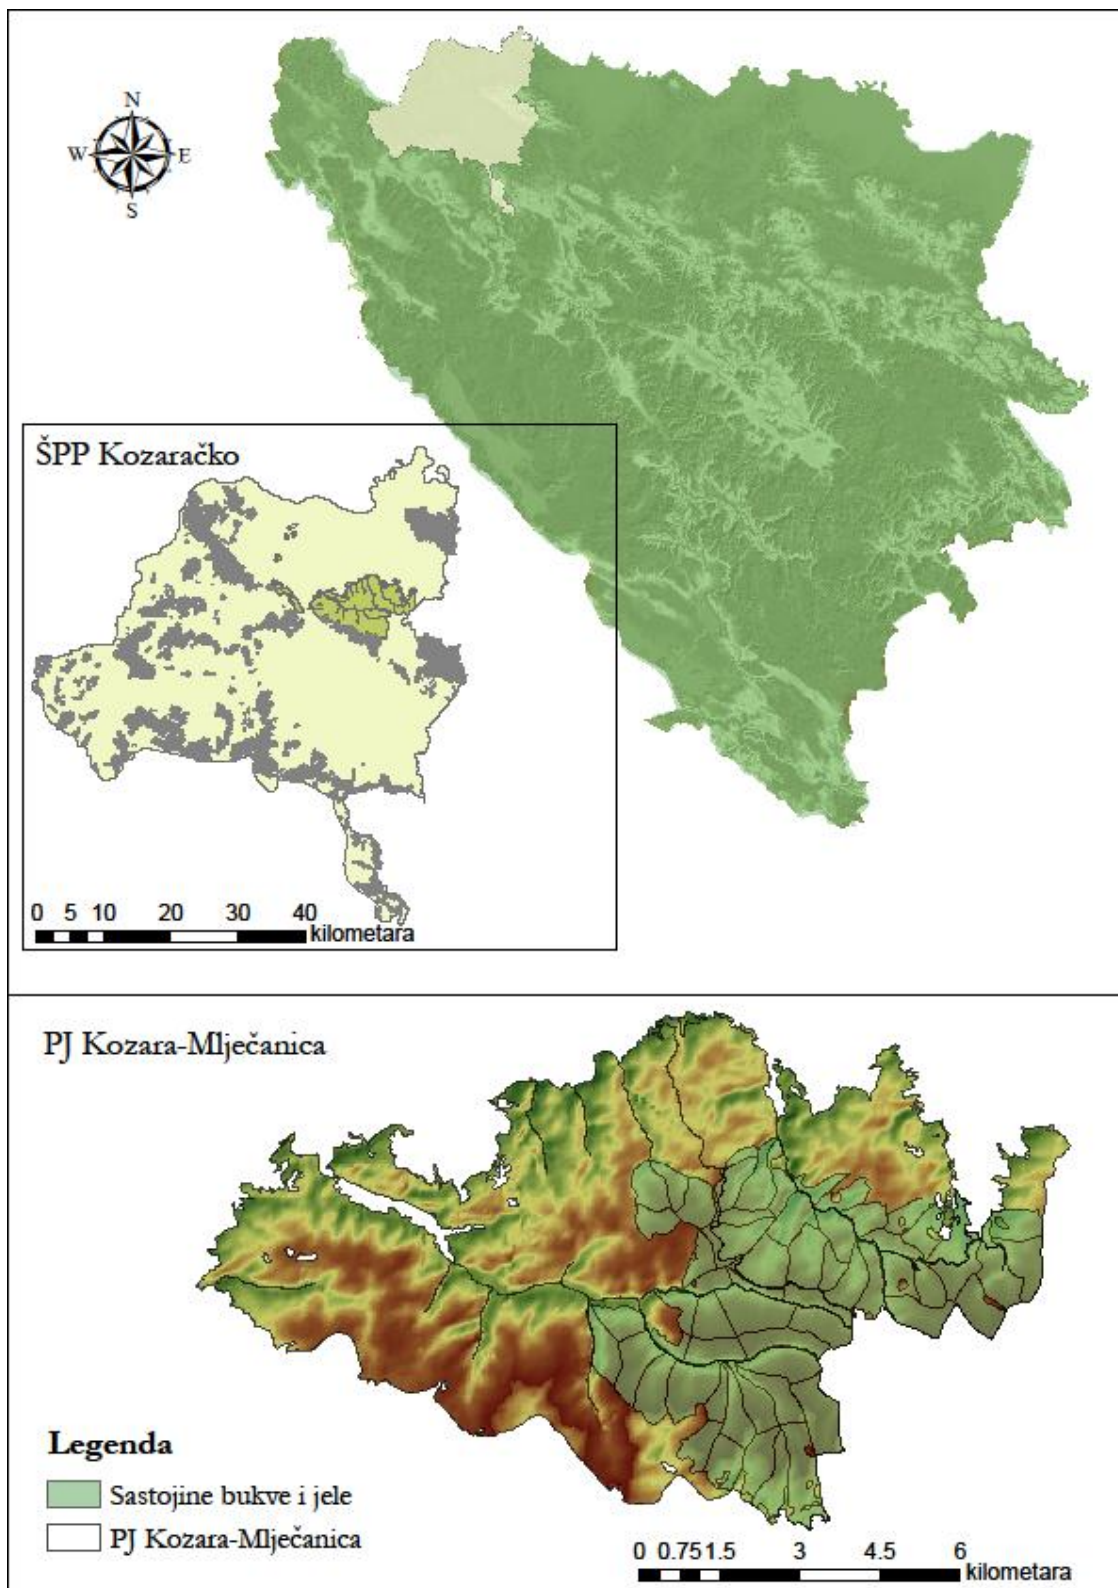 N
W E
S
ŠPP Kozaračko
0 5 10 20 30 40
kilometara
PJ Kozara-Mlječanica
Legenda
Sastojine bukve i jele
PJ Kozara-Mlječanica
0 0.75 1.5 3 4.5 6
kilometara